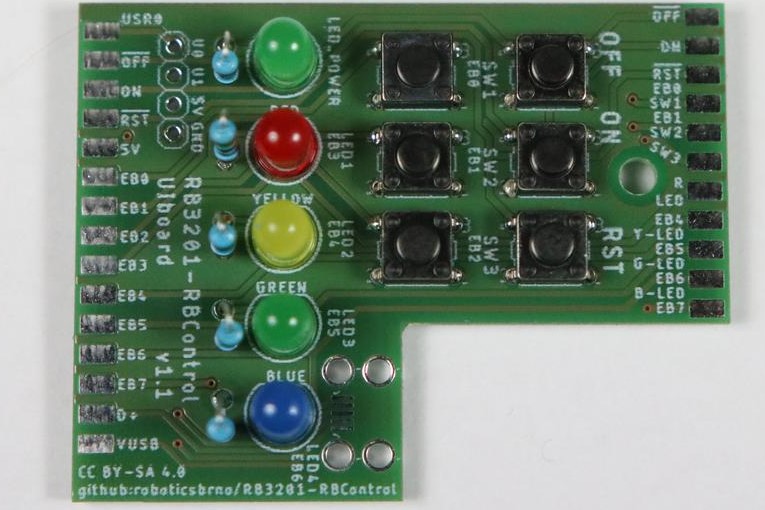 USR0
OFF
ON
RST
5V
EB0
EB1
EB2
EB3
EB4
EB5
EB6
EB7
D+
VUSB
U0
U1
5V
GND
RB3201-RBControl
UIboard v1.1
LED_POWER
RED
LED1
EB3
YELLOW
LED2
EB4
GREEN
LED3
EB5
BLUE
LED4
EB6
SW1
EB0
SW2
EB1
SW3
EB2
OFF
ON
RST
OFF
RST
EB0
SW1
EB1
SW2
SW3
R
LED
EB4
Y-LED
EB5
G-LED
EB6
B-LED
EB7
CC BY-SA 4.0
github:roboticsbrno/RB3201-RBControl